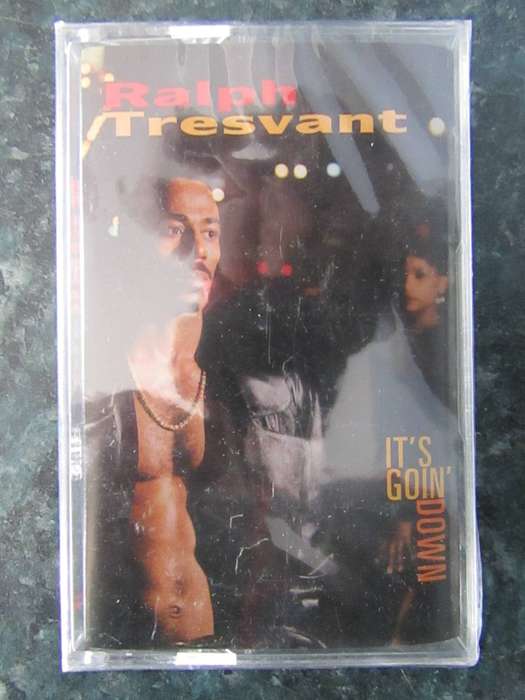 Ralph
Tresvant
IT'S
GOIN'
DOWN